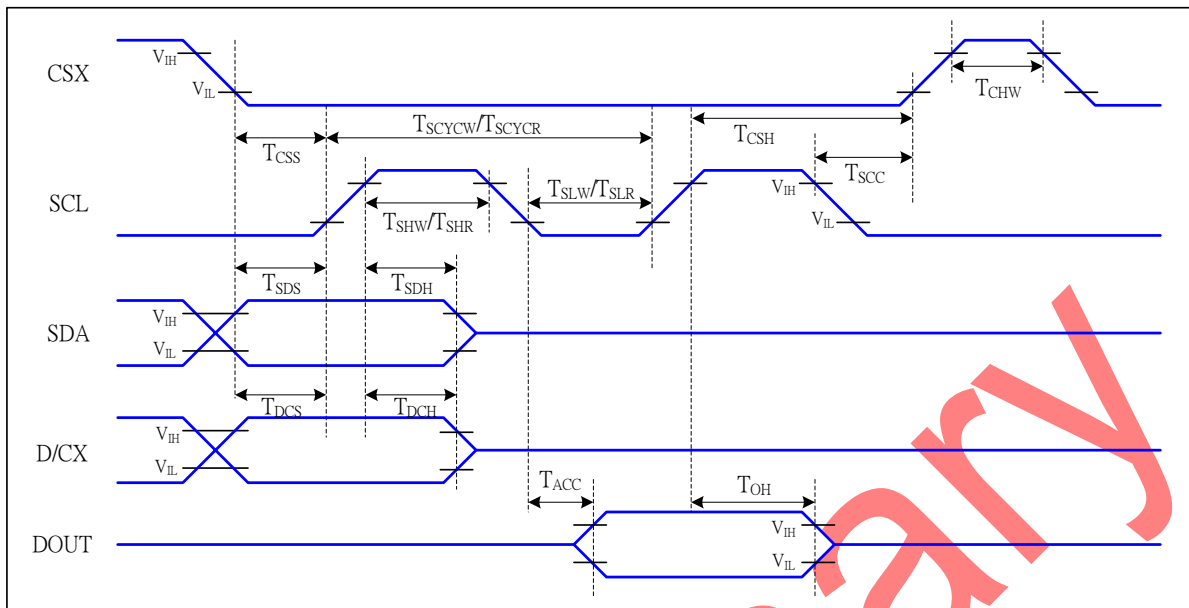 CSX
VIH
VIL
TCHW
TSCYCW/TSCYCR
TCSS
TCSH
TSCC
SCL
TSLW/TSLR
VIH
VIL
TSHW/TSHR
TSDS
TSDH
SDA
VIH
VIL
TDCS
TDCH
D/CX
VIH
VIL
TACC
TOH
DOUT
VIH
VIL
ary